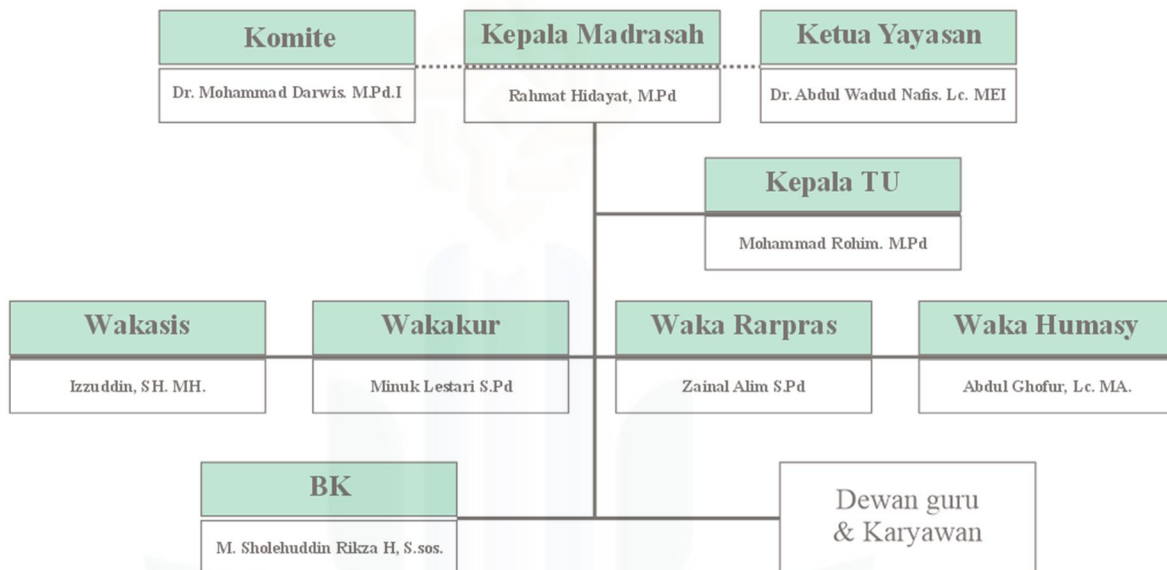 Komite
Kepala Madrasah
Ketua Yayasan
Dr. Mohammad Darwis. M.Pd.I
Rahmat Hidayat, M.Pd
Dr. Abdul Wadud Nafis. Lc. MEI
Kepala TU
Mohammad Rohim. M.Pd
Wakasis
Wakakur
Waka Rarpras
Waka Humasy
Izzuddin, SH. MH.
Minuk Lestari S.Pd
Zainal Alim S.Pd
Abdul Ghofur, Lc. MA.
BK
M. Sholehuddin Rikza H, S.sos.
Dewan guru
& Karyawan